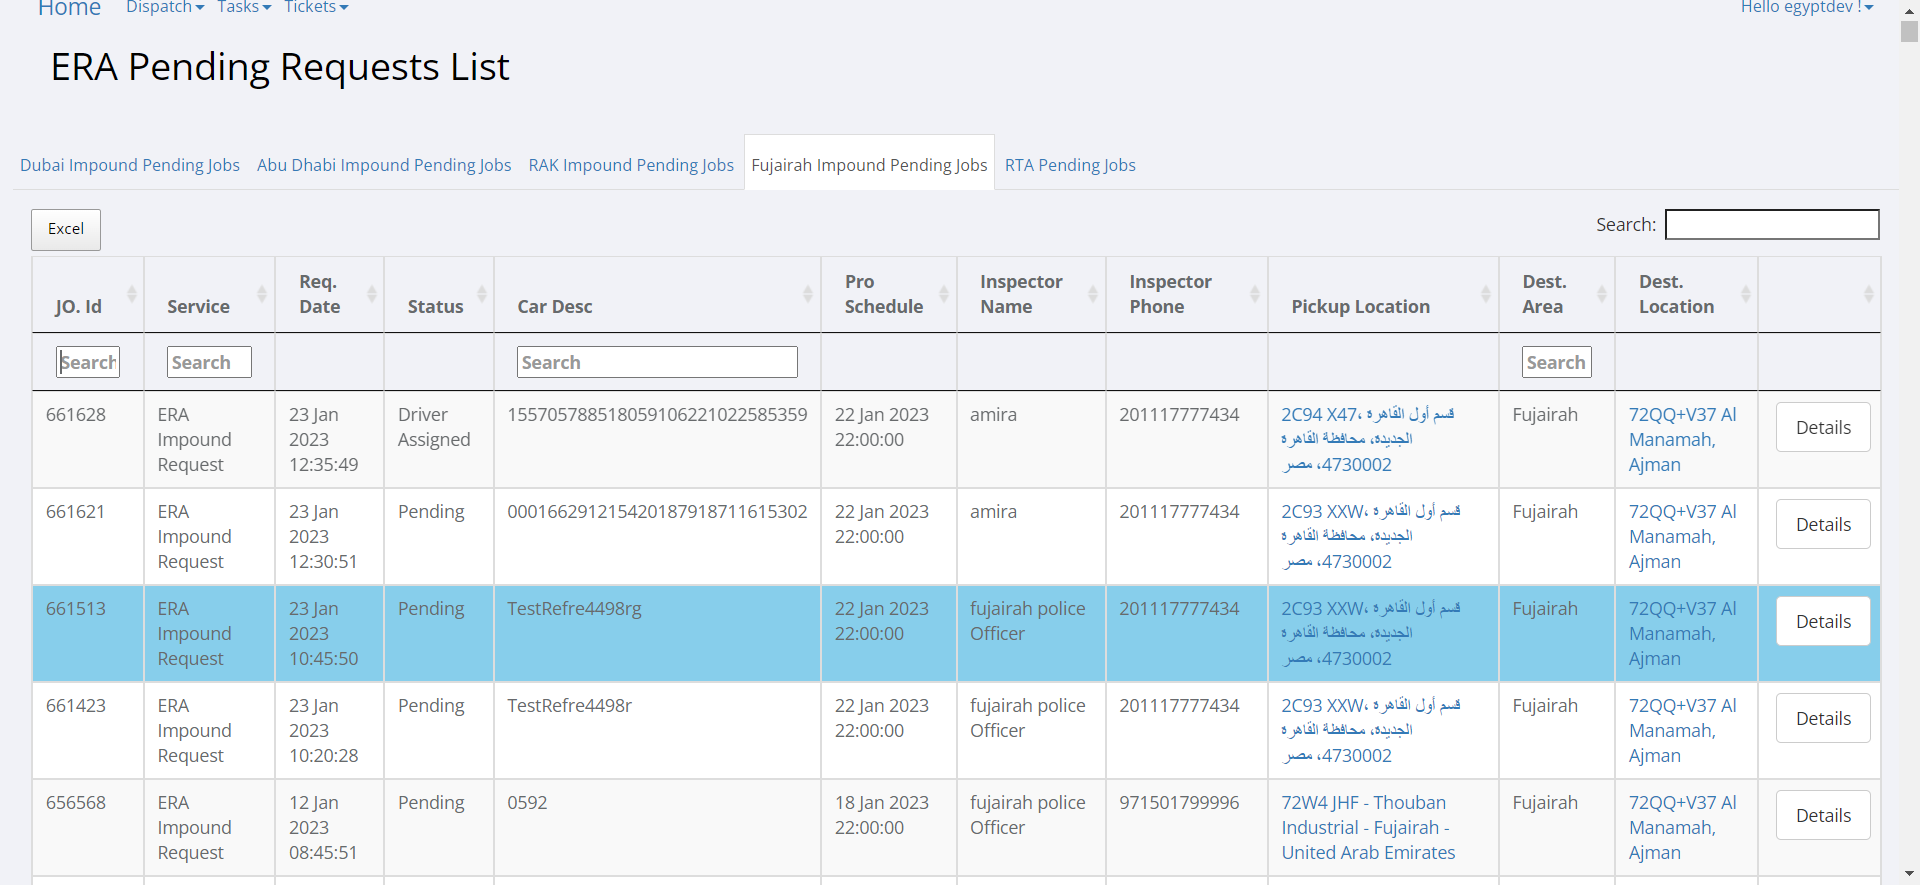 Home Dispatch Tasks Tickets Hello egyptdev !
ERA Pending Requests List
Dubai Impound Pending Jobs Abu Dhabi Impound Pending Jobs RAK Impound Pending Jobs Fujairah Impound Pending Jobs RTA Pending Jobs
Excel Search:
JO. Id
Service
Req.
Date
Status
Car Desc
Pro
Schedule
Inspector
Name
Inspector
Phone
Pickup Location
Dest.
Area
Dest.
Location
Search Search Search Search
661628
ERA
Impound
Request
23 Jan
2023
12:35:49
Driver
Assigned
15570578851805910622102258535​9
22 Jan 2023
22:00:00
amira
201117777434
2C94 X47، قسم أول القاهرة
الجديدة، محافظة القاهرة
4730002، مصر
Fujairah
72QQ+V37 Al
Manamah,
Ajman
Details
661621
ERA
Impound
Request
23 Jan
2023
12:30:51
Pending
000166291215420187918711615302
22 Jan 2023
22:00:00
amira
201117777434
2C93 XXW، قسم أول القاهرة
الجديدة، محافظة القاهرة
4730002، مصر
Fujairah
72QQ+V37 Al
Manamah,
Ajman
Details
661513
ERA
Impound
Request
23 Jan
2023
10:45:50
Pending
TestRefre4498rg
22 Jan 2023
22:00:00
fujairah police
Officer
201117777434
2C93 XXW، قسم أول القاهرة
الجديدة، محافظة القاهرة
4730002، مصر
Fujairah
72QQ+V37 Al
Manamah,
Ajman
Details
661423
ERA
Impound
Request
23 Jan
2023
10:20:28
Pending
TestRefre4498r
22 Jan 2023
22:00:00
fujairah police
Officer
201117777434
2C93 XXW، قسم أول القاهرة
الجديدة، محافظة القاهرة
4730002، مصر
Fujairah
72QQ+V37 Al
Manamah,
Ajman
Details
656568
ERA
Impound
Request
12 Jan
2023
08:45:51
Pending
0592
18 Jan 2023
22:00:00
fujairah police
Officer
971501799996
72W4 JHF - Thouban
Industrial - Fujairah -
United Arab Emirates
Fujairah
72QQ+V37 Al
Manamah,
Ajman
Details